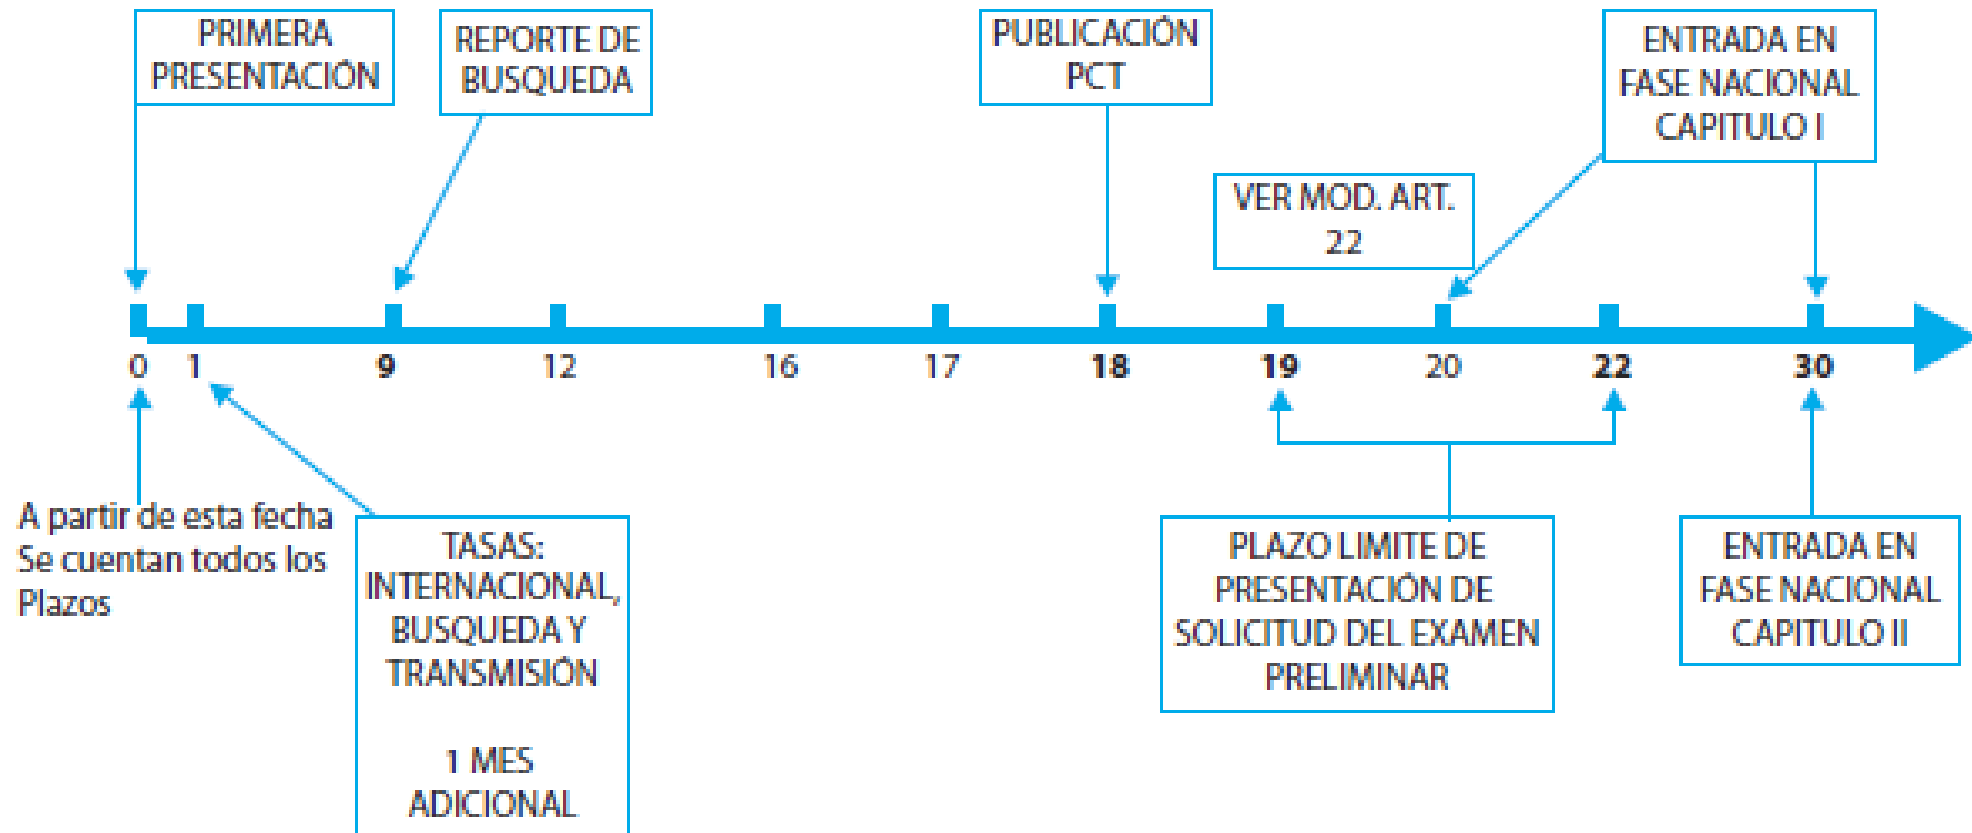 PRIMERA
PRESENTACIÓN
REPORTE DE
BUSQUEDA
PUBLICACIÓN
PCT
ENTRADA EN
FASE NACIONAL
CAPITULO I
VER MOD. ART.
22
0 1 9 12 16 17 18 19 20 22 30
A partir de esta fecha
Se cuentan todos los
Plazos
TASAS:
INTERNACIONAL,
BUSQUEDA Y
TRANSMISIÓN
1 MES
ADICIONAL
PLAZO LIMITE DE
PRESENTACIÓN DE
SOLICITUD DEL EXAMEN
PRELIMINAR
ENTRADA EN
FASE NACIONAL
CAPITULO II